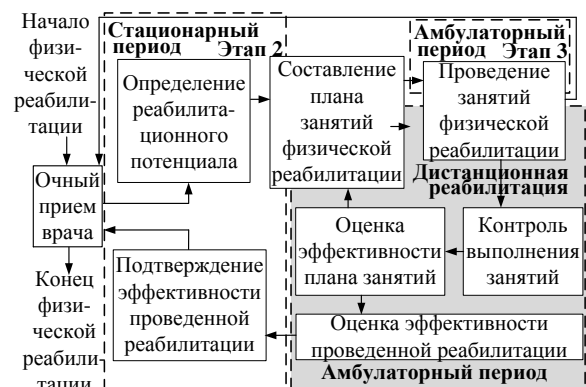 Начало
физи-
ческой
реабили-
тации
Стационарный
период Этап 2
Амбулаторный
период Этап 3
Определение
реабилита-
ционного
потенциала
Составление
плана
занятий
физической
реабилитации
Проведение
занятий
физической
реабилитации
Дистанционная
реабилитация
Очный
прием
врача
Оценка
эффективности
плана занятий
Контроль
выполнения
занятий
Подтверждение
эффективности
проведенной
реабилитации
Оценка эффективности
проведенной реабилитации
Амбулаторный период
Конец
физи-
ческой
реабили-
тации